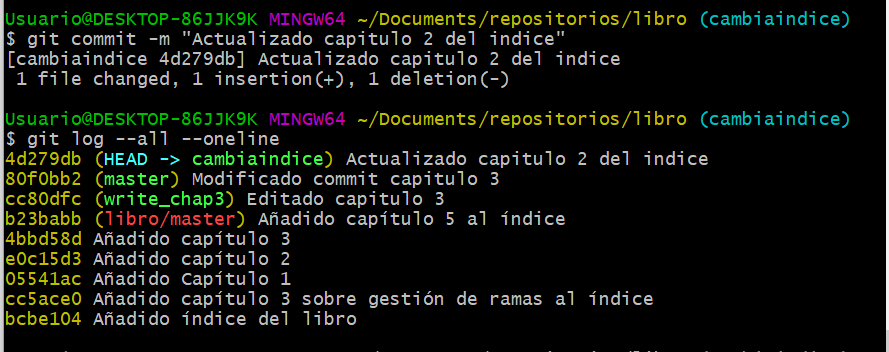 Usuario@DESKTOP-86JJK9K MINGW64 ~/Documents/repositorios/libro (cambiaindice)
$ git commit -m "Actualizado capitulo 2 del indice"
[cambiaindice 4d279db] Actualizado capitulo 2 del indice
 1 file changed, 1 insertion(+), 1 deletion(-)
Usuario@DESKTOP-86JJK9K MINGW64 ~/Documents/repositorios/libro (cambiaindice)
$ git log --all --oneline
4d279db (HEAD -> cambiaindice) Actualizado capitulo 2 del indice
80f0bb2 (master) Modificado commit capitulo 3
cc80dfc (write_chap3) Editado capitulo 3
b23babb (libro/master) Añadido capítulo 5 al índice
4bbd58d Añadido capítulo 3
e0c15d3 Añadido capítulo 2
05541ac Añadido Capítulo 1
cc5ace0 Añadido capítulo 3 sobre gestión de ramas al índice
bcbe104 Añadido índice del libro